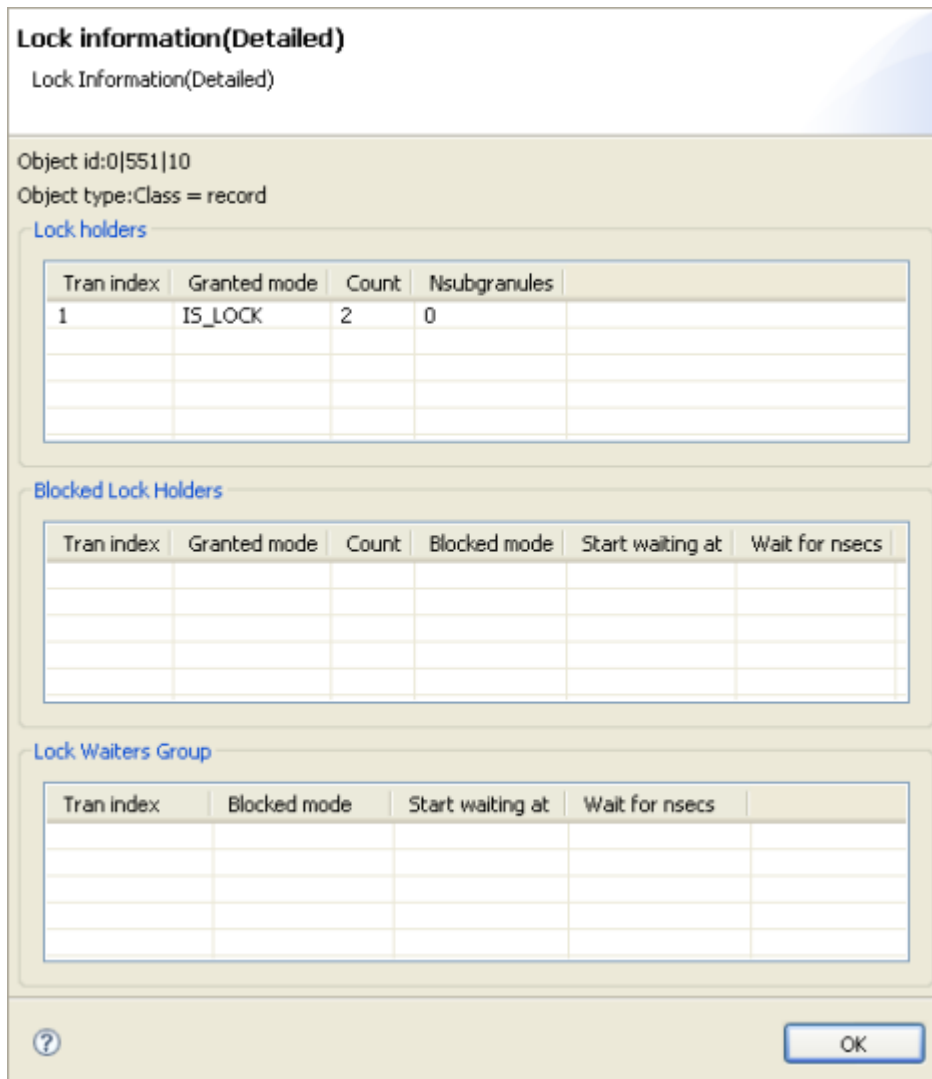 Lock information(Detailed)
Lock Information(Detailed)
Object id:0|551|10
Object type:Class = record
Lock holders
Tran index Granted mode Count Nsubgranules
1 IS_LOCK 2 0
Blocked Lock Holders
Tran index Granted mode Count Blocked mode Start waiting at Wait for nsecs
Lock Waiters Group
Tran index Blocked mode Start waiting at Wait for nsecs
? OK